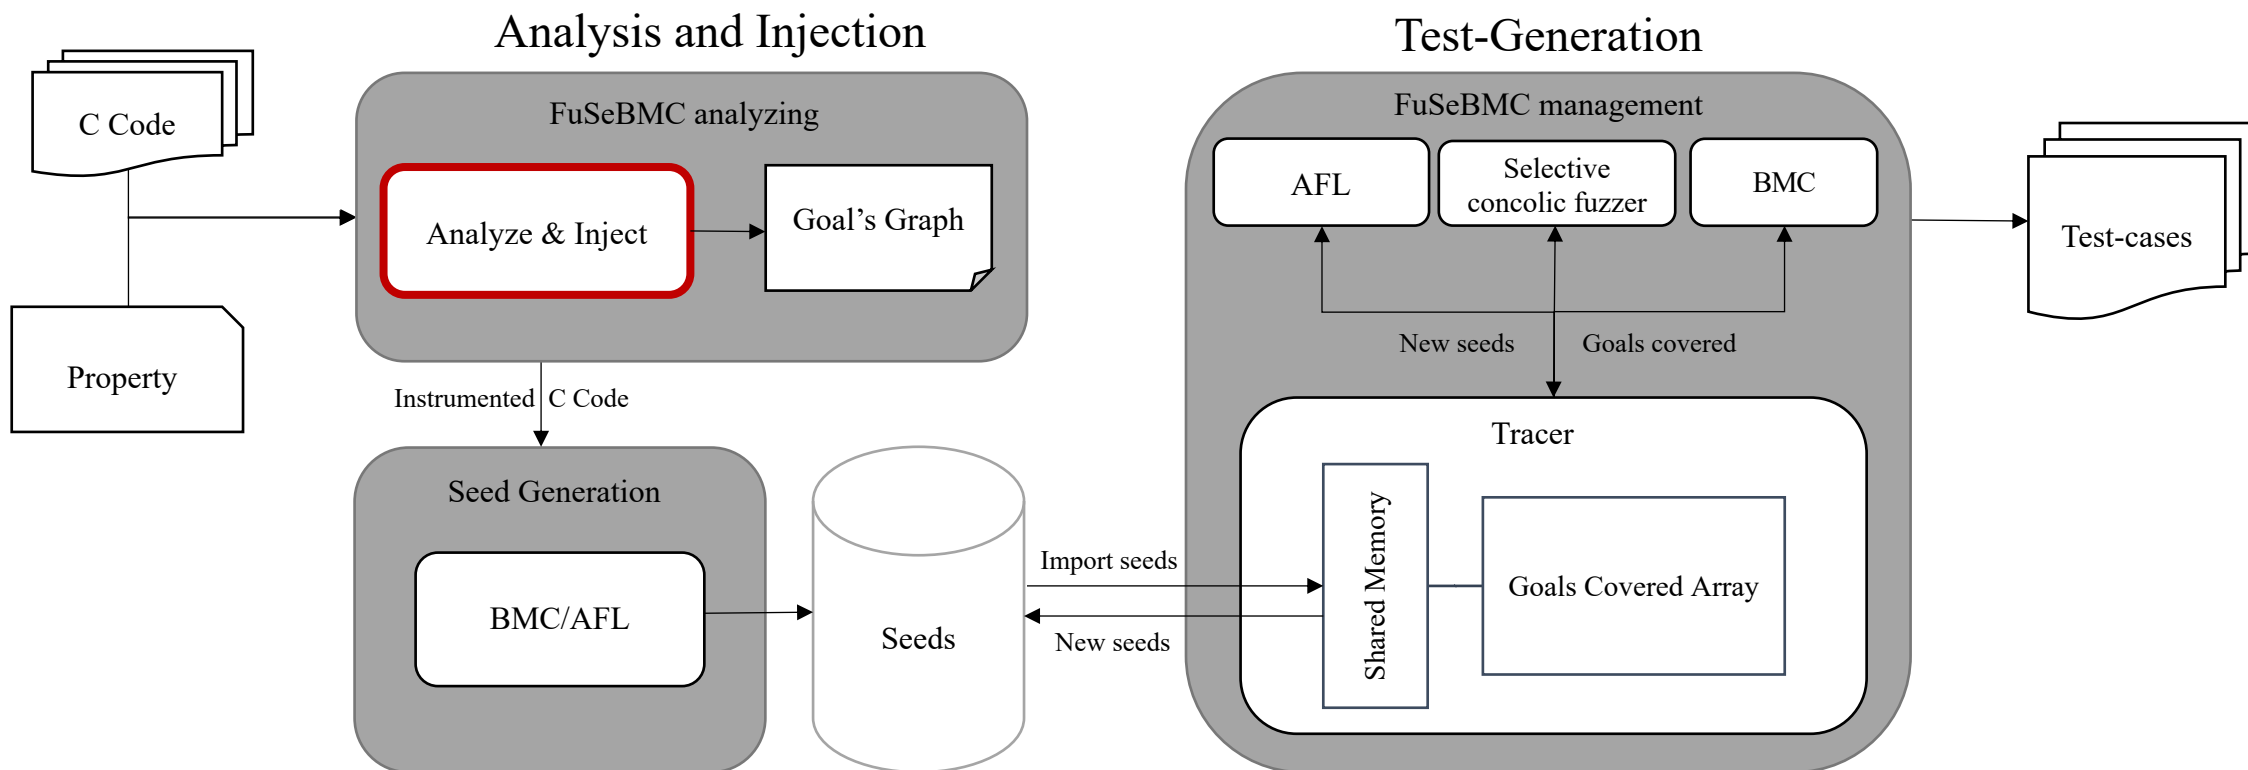 Analysis and Injection
Test-Generation
C Code
Property
FuSeBMC analyzing
Analyze & Inject
Goal’s Graph
Instrumented C Code
Seed Generation
BMC/AFL
Seeds
Import seeds
New seeds
FuSeBMC management
AFL
Selective
concolic fuzzer
BMC
New seeds
Goals covered
Tracer
Shared Memory
Goals Covered Array
Test-cases